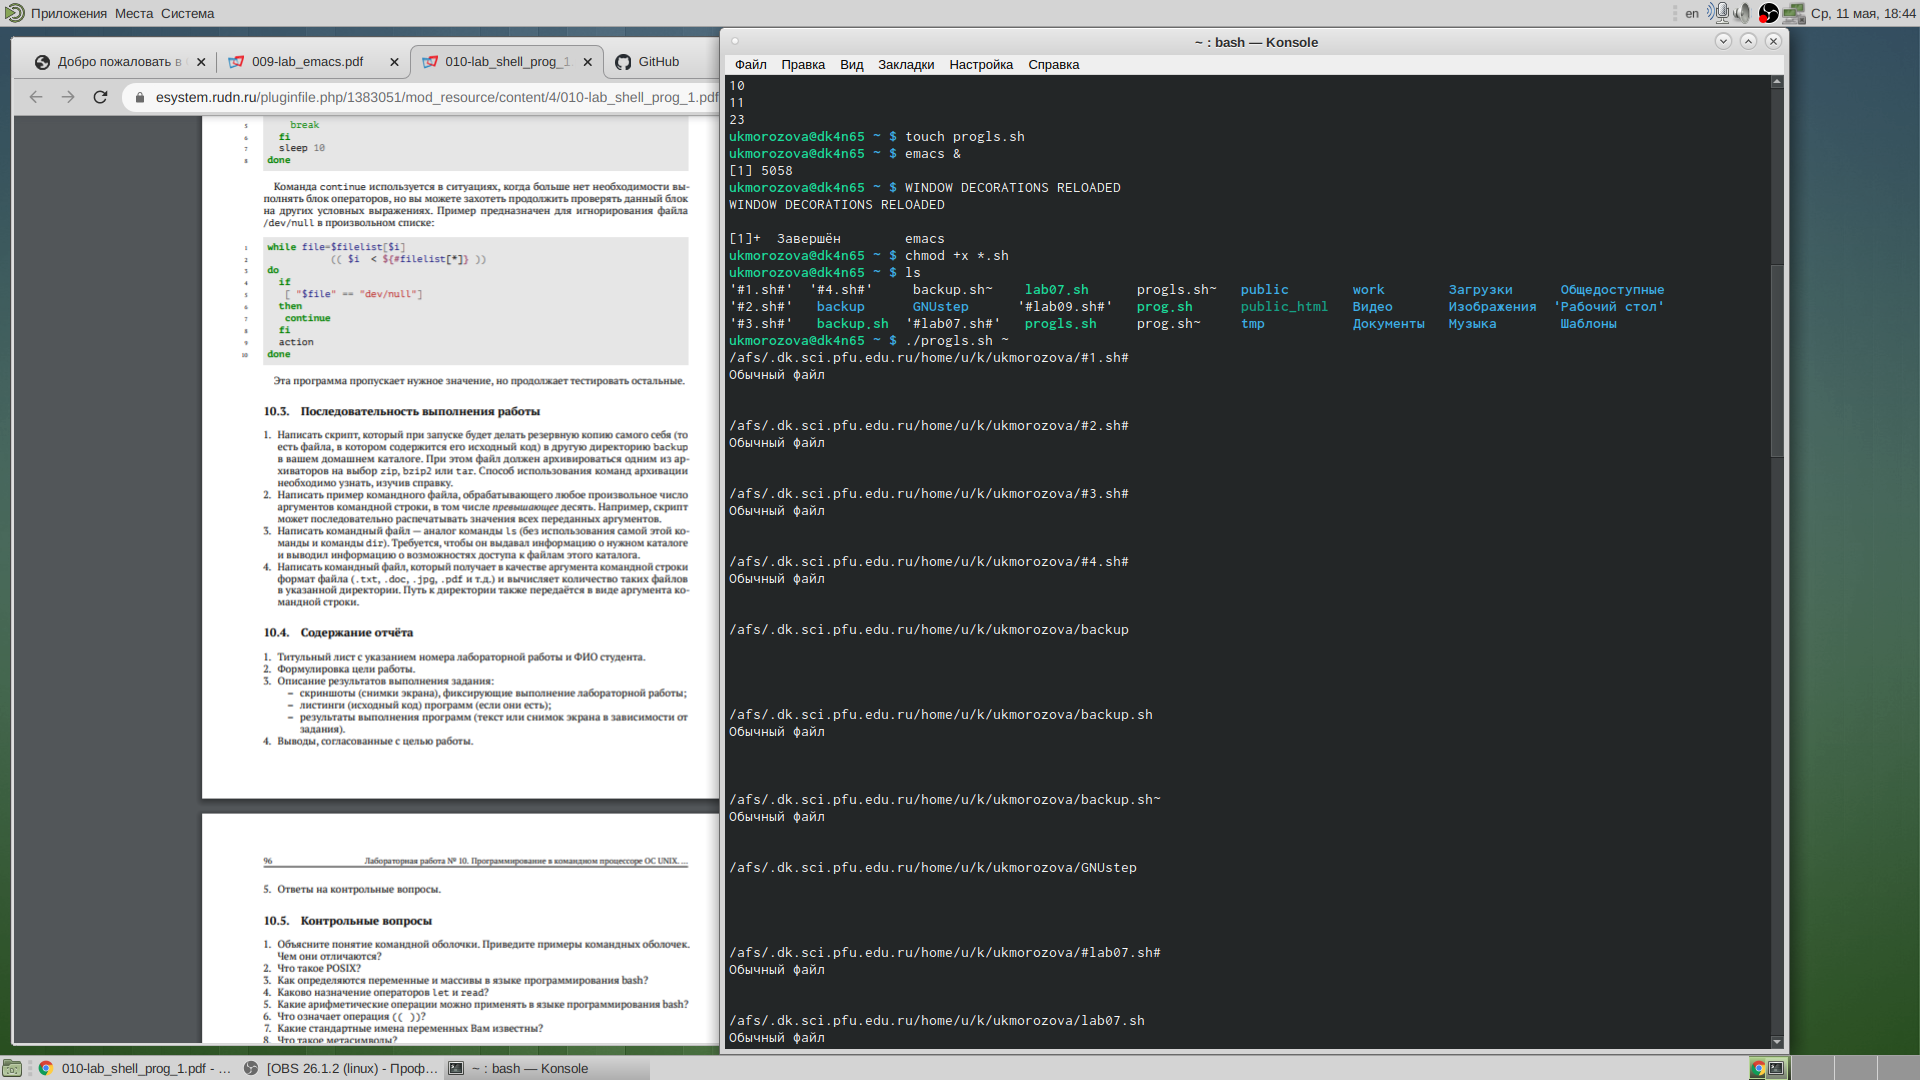 Приложения Места Система
en
Ср, 11 мая, 18:44
Добро пожаловать в
009-lab_emacs.pdf
010-lab_shell_prog_1
GitHub
esystem.rudn.ru/pluginfile.php/1383051/mod_resource/content/4/010-lab_shell_prog_1.pdf
5 break
6 fi
7 sleep 10
8 done
Команда continue используется в ситуациях, когда больше нет необходимости вы-
полнять блок операторов, но вы можете захотеть продолжить проверять данный блок
на других условных выражениях. Пример предназначен для игнорирования файла
/dev/null в произвольном списке:
1 while file=$filelist[$i]
2 (( $i < ${#filelist[*]} ))
3 do
4 if
5 [ "$file" == "dev/null"]
6 then
7 continue
8 fi
9 action
10 done
Эта программа пропускает нужное значение, но продолжает тестировать остальные.
10.3. Последовательность выполнения работы
1. Написать скрипт, который при запуске будет делать резервную копию самого себя (то
есть файла, в котором содержится его исходный код) в другую директорию backup
в вашем домашнем каталоге. При этом файл должен архивироваться одним из ар-
хиваторов на выбор zip, bzip2 или tar. Способ использования команд архивации
необходимо узнать, изучив справку.
2. Написать пример командного файла, обрабатывающего любое произвольное число
аргументов командной строки, в том числе превышающее десять. Например, скрипт
может последовательно распечатывать значения всех переданных аргументов.
3. Написать командный файл — аналог команды ls (без использования самой этой ко-
манды и команды dir). Требуется, чтобы он выдавал информацию о нужном каталоге
и выводил информацию о возможностях доступа к файлам этого каталога.
4. Написать командный файл, который получает в качестве аргумента командной строки
формат файла (.txt, .doc, .jpg, .pdf и т.д.) и вычисляет количество таких файлов
в указанной директории. Путь к директории также передаётся в виде аргумента ко-
мандной строки.
10.4. Содержание отчёта
1. Титульный лист с указанием номера лабораторной работы и ФИО студента.
2. Формулировка цели работы.
3. Описание результатов выполнения задания:
– скриншоты (снимки экрана), фиксирующие выполнение лабораторной работы;
– листинги (исходный код) программ (если они есть);
– результаты выполнения программ (текст или снимок экрана в зависимости от
задания).
4. Выводы, согласованные с целью работы.
96 Лабораторная работа № 10. Программирование в командном процессоре ОС UNIX. ...
5. Ответы на контрольные вопросы.
10.5. Контрольные вопросы
1. Объясните понятие командной оболочки. Приведите примеры командных оболочек.
Чем они отличаются?
2. Что такое POSIX?
3. Как определяются переменные и массивы в языке программирования bash?
4. Каково назначение операторов let и read?
5. Какие арифметические операции можно применять в языке программирования bash?
6. Что означает операция (( ))?
7. Какие стандартные имена переменных Вам известны?
8. Что такое метасимволы?
~ : bash — Konsole
Файл Правка Вид Закладки Настройка Справка
10
11
23
ukmorozova@dk4n65 ~ $ touch progls.sh
ukmorozova@dk4n65 ~ $ emacs &
[1] 5058
ukmorozova@dk4n65 ~ $ WINDOW DECORATIONS RELOADED
WINDOW DECORATIONS RELOADED
[1]+ Завершён emacs
ukmorozova@dk4n65 ~ $ chmod +x *.sh
ukmorozova@dk4n65 ~ $ ls
'#1.sh#' '#4.sh#' backup.sh~ lab07.sh progls.sh~ public work Загрузки Общедоступные
'#2.sh#' backup GNUstep '#lab09.sh#' prog.sh public_html Видео Изображения 'Рабочий стол'
'#3.sh#' backup.sh '#lab07.sh#' progls.sh prog.sh~ tmp Документы Музыка Шаблоны
ukmorozova@dk4n65 ~ $ ./progls.sh ~
/afs/.dk.sci.pfu.edu.ru/home/u/k/ukmorozova/#1.sh#
Обычный файл
/afs/.dk.sci.pfu.edu.ru/home/u/k/ukmorozova/#2.sh#
Обычный файл
/afs/.dk.sci.pfu.edu.ru/home/u/k/ukmorozova/#3.sh#
Обычный файл
/afs/.dk.sci.pfu.edu.ru/home/u/k/ukmorozova/#4.sh#
Обычный файл
/afs/.dk.sci.pfu.edu.ru/home/u/k/ukmorozova/backup
/afs/.dk.sci.pfu.edu.ru/home/u/k/ukmorozova/backup.sh
Обычный файл
/afs/.dk.sci.pfu.edu.ru/home/u/k/ukmorozova/backup.sh~
Обычный файл
/afs/.dk.sci.pfu.edu.ru/home/u/k/ukmorozova/GNUstep
/afs/.dk.sci.pfu.edu.ru/home/u/k/ukmorozova/#lab07.sh#
Обычный файл
/afs/.dk.sci.pfu.edu.ru/home/u/k/ukmorozova/lab07.sh
Обычный файл
010-lab_shell_prog_1.pdf - ...
[OBS 26.1.2 (linux) - Проф...
~ : bash — Konsole